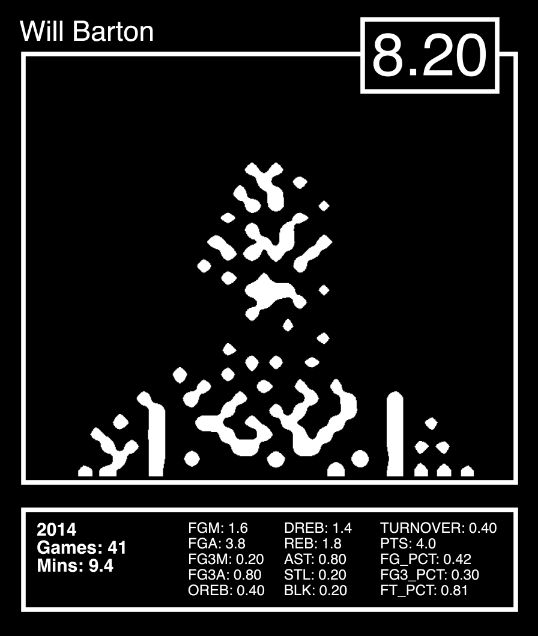 Will Barton
8.20
2014
Games: 41
Mins: 9.4
FGM: 1.6
FGA: 3.8
FG3M: 0.20
FG3A: 0.80
OREB: 0.40
DREB: 1.4
REB: 1.8
AST: 0.80
STL: 0.20
BLK: 0.20
TURNOVER: 0.40
PTS: 4.0
FG_PCT: 0.42
FG3_PCT: 0.30
FT_PCT: 0.81